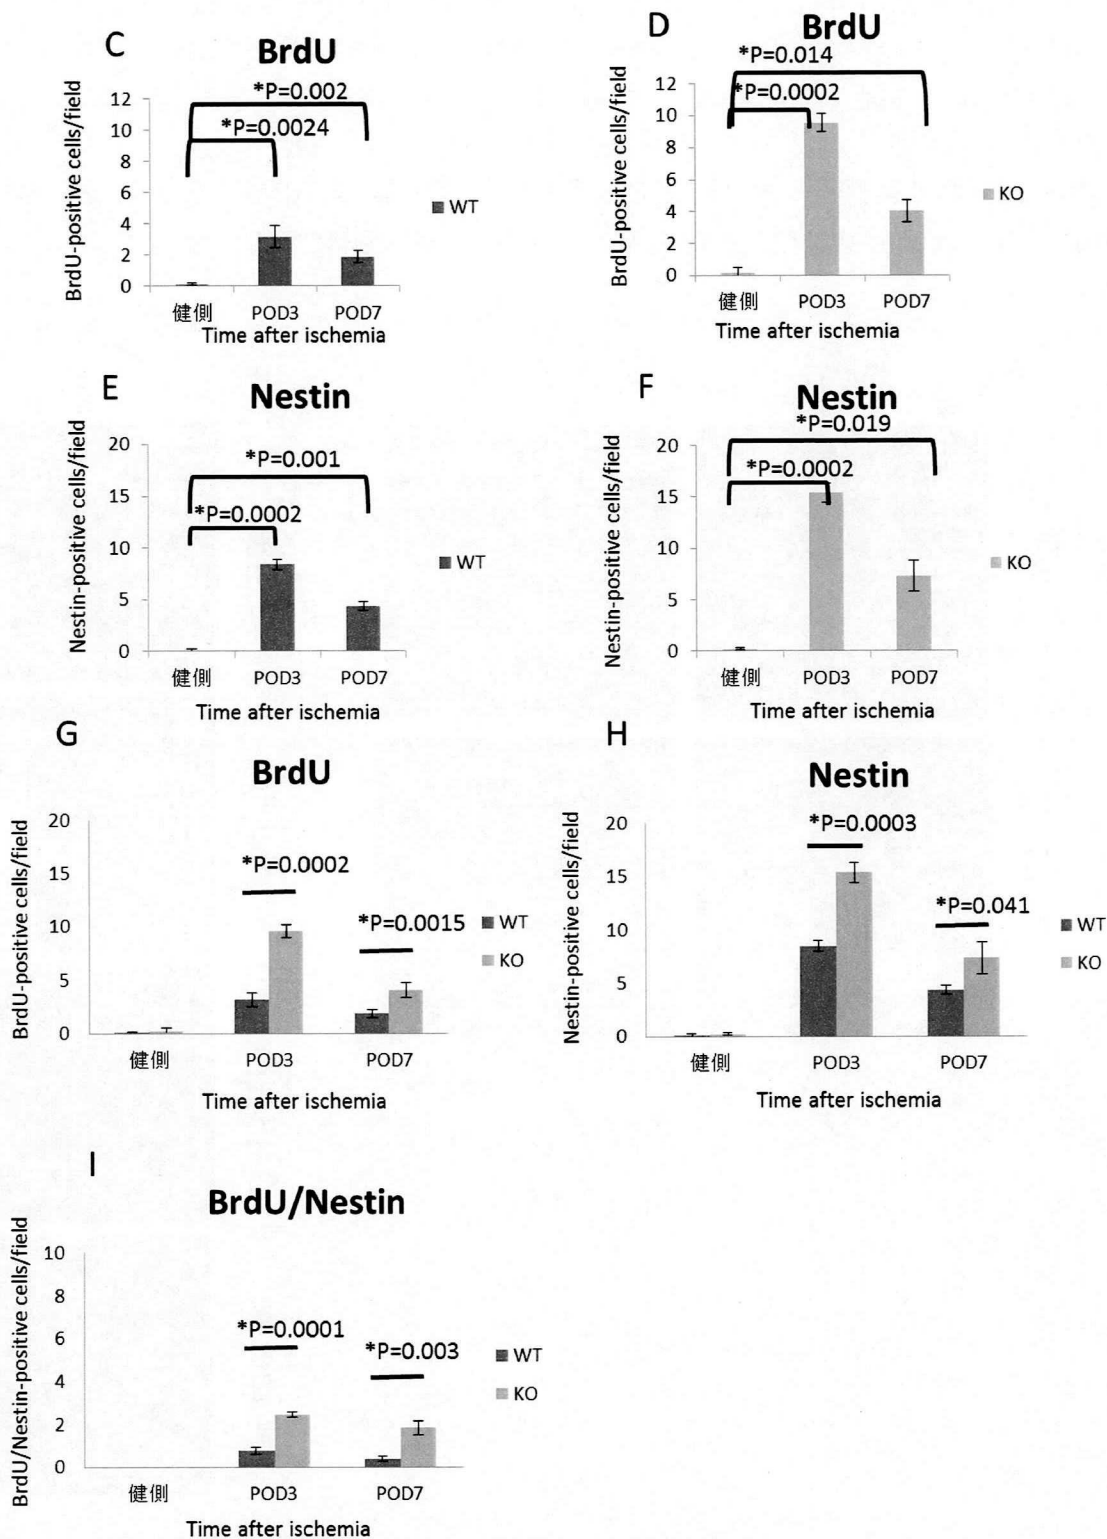 C
BrdU
*P=0.002
*P=0.0024
BrdU-positive cells/field
12
10
8
6
4
2
0
健側
POD3
POD7
Time after ischemia
WT
D
BrdU
*P=0.014
*P=0.0002
BrdU-positive cells/field
12
10
8
6
4
2
0
健側
POD3
POD7
Time after ischemia
KO
E
Nestin
*P=0.001
*P=0.0002
Nestin-positive cells/field
20
15
10
5
0
健側
POD3
POD7
Time after ischemia
WT
F
Nestin
*P=0.019
*P=0.0002
Nestin-positive cells/field
20
15
10
5
0
健側
POD3
POD7
Time after ischemia
KO
G
BrdU
*P=0.0002
*P=0.0015
BrdU-positive cells/field
20
15
10
5
0
健側
POD3
POD7
Time after ischemia
WT
KO
H
Nestin
*P=0.0003
*P=0.041
Nestin-positive cells/field
20
15
10
5
0
健側
POD3
POD7
Time after ischemia
WT
KO
I
BrdU/Nestin
*P=0.0001
*P=0.003
BrdU/Nestin-positive cells/field
10
8
6
4
2
0
健側
POD3
POD7
Time after ischemia
WT
KO